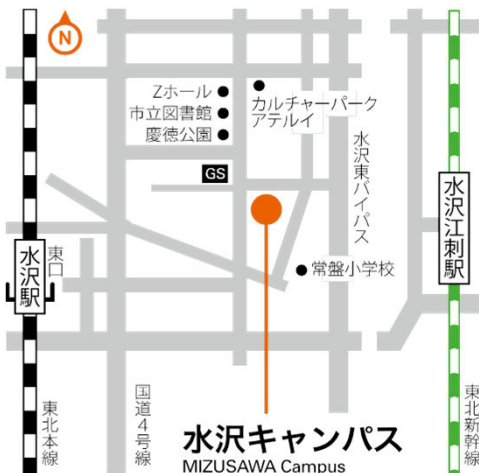 N
Zホール
市立図書館
慶徳公園
カルチャーパーク
アテルイ
GS
水沢東バイパス
水沢江刺駅
水沢駅
東口
常盤小学校
東北本線
国道4号線
東北新幹線
水沢キャンパス
MIZUSAWA Campus